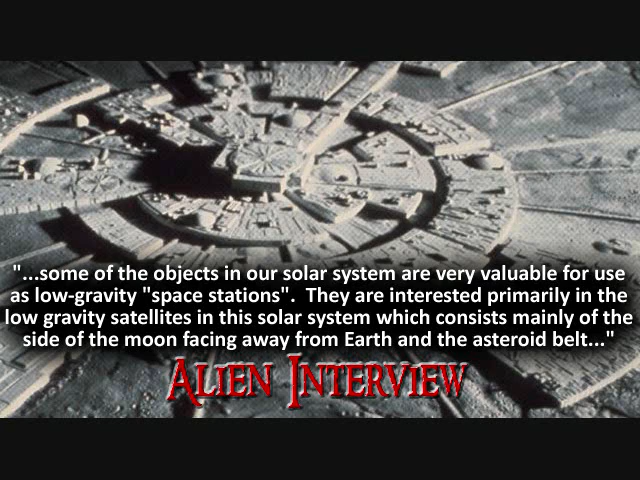 "...some of the objects in our solar system are very valuable for use
as low-gravity "space stations".  They are interested primarily in the
low gravity satellites in this solar system which consists mainly of the
side of the moon facing away from Earth and the asteroid belt..."
ALIEN INTERVIEW